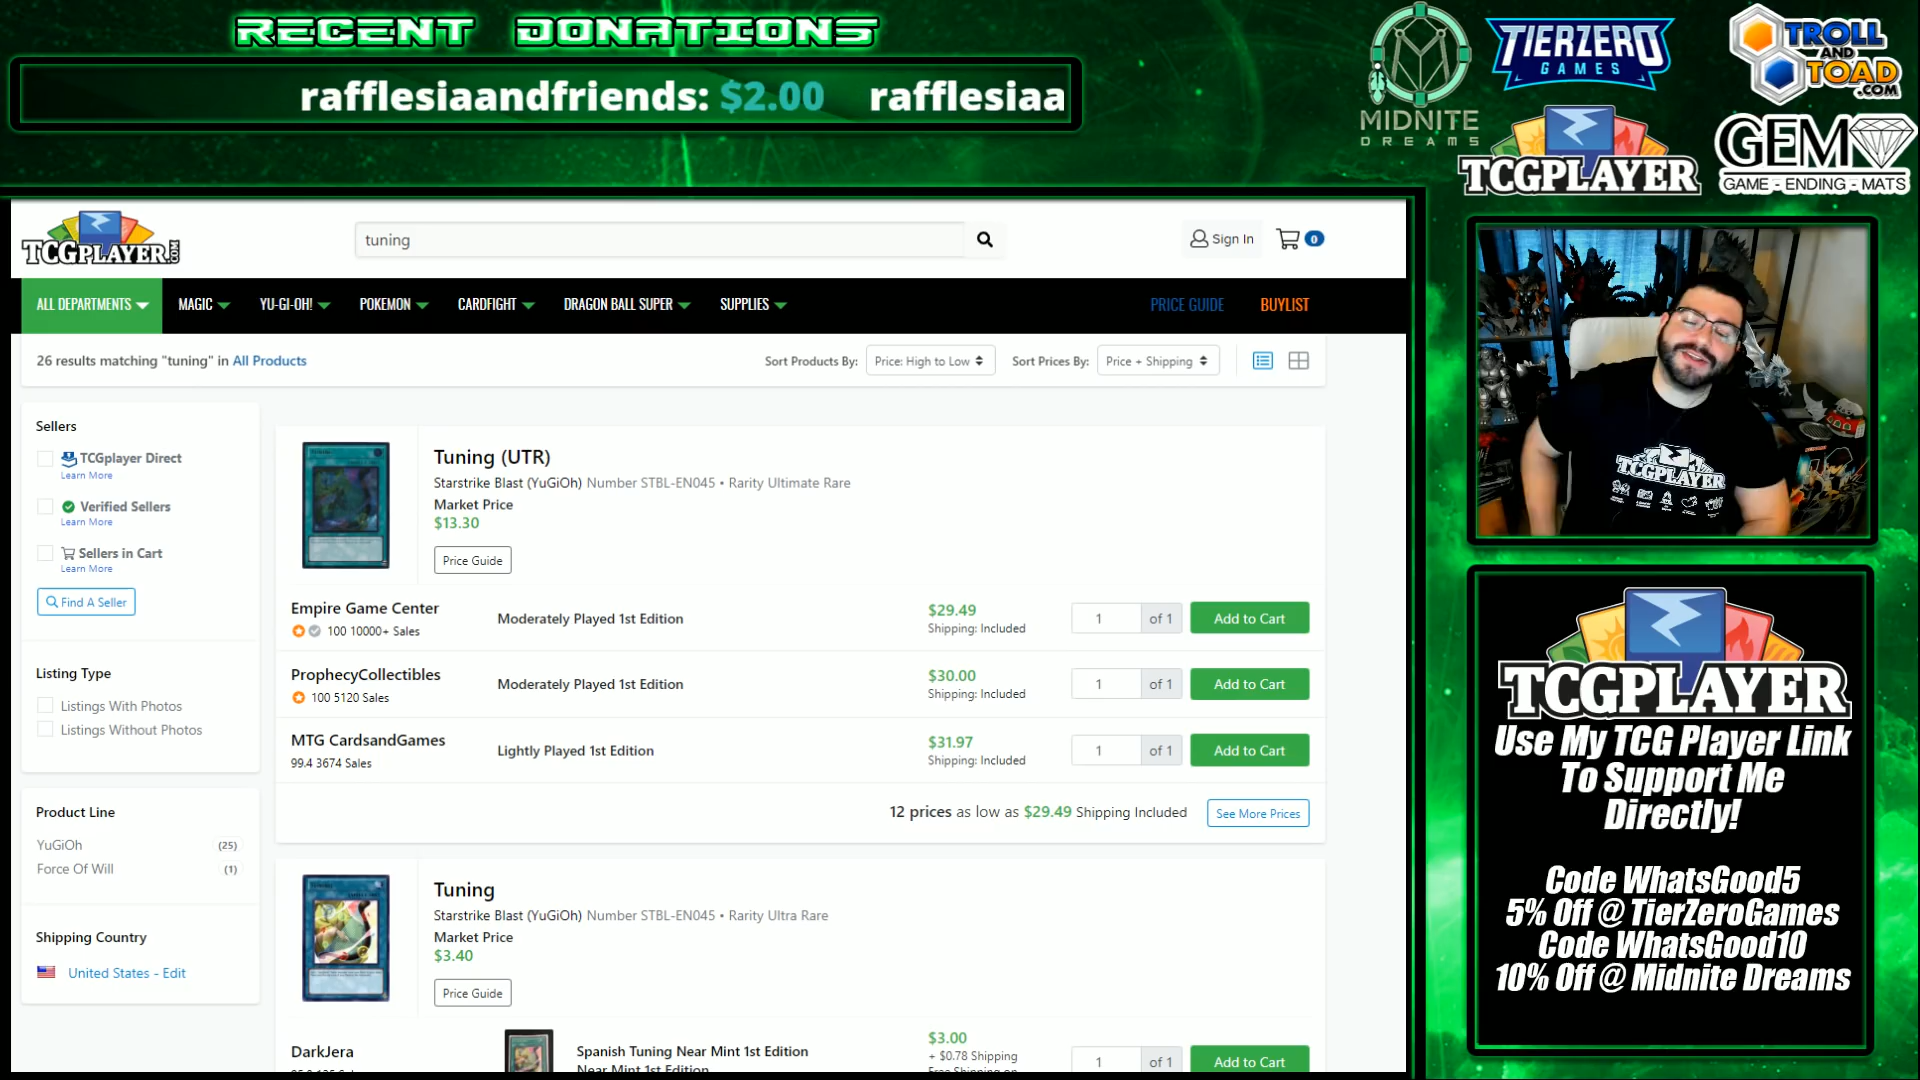 RECENT DONATIONS
rafflesiaandfriends: $2.00 rafflesiaa
MIDNITE
DREAMS
TIERZERO
GAMES
TROLL
AND
TOAD
.COM
TCGPLAYER
GEM
GAME - ENDING - MATS
TCGPLAYER.COM
tuning
Sign In
0
ALL DEPARTMENTS
MAGIC
YU-GI-OH!
POKEMON
CARDFIGHT
DRAGON BALL SUPER
SUPPLIES
PRICE GUIDE
BUYLIST
26 results matching "tuning" in All Products
Sort Products By:
Price: High to Low
Sort Prices By:
Price + Shipping
Sellers
TCGplayer Direct
Learn More
Verified Sellers
Learn More
Sellers in Cart
Learn More
Find A Seller
Listing Type
Listings With Photos
Listings Without Photos
Product Line
YuGiOh (25)
Force Of Will (1)
Shipping Country
United States - Edit
Tuning (UTR)
Starstrike Blast (YuGiOh) Number STBL-EN045 • Rarity Ultimate Rare
Market Price
$13.30
Price Guide
Empire Game Center
100 10000+ Sales
Moderately Played 1st Edition
$29.49
Shipping: Included
1 of 1
Add to Cart
ProphecyCollectibles
100 5120 Sales
Moderately Played 1st Edition
$30.00
Shipping: Included
1 of 1
Add to Cart
MTG CardsandGames
99.4 3674 Sales
Lightly Played 1st Edition
$31.97
Shipping: Included
1 of 1
Add to Cart
12 prices as low as $29.49 Shipping Included
See More Prices
Tuning
Starstrike Blast (YuGiOh) Number STBL-EN045 • Rarity Ultra Rare
Market Price
$3.40
Price Guide
DarkJera
Spanish Tuning Near Mint 1st Edition
Near Mint 1st Edition
$3.00
+ $0.78 Shipping
1 of 1
Add to Cart
TCGPLAYER
TCGPLAYER
Use My TCG Player Link
To Support Me
Directly!
Code WhatsGood5
5% Off @ TierZeroGames
Code WhatsGood10
10% Off @ Midnite Dreams